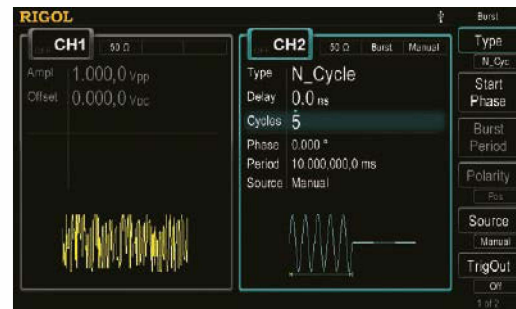 RIGOL
Burst
OFF CH1 50 Ω
Ampl 1.000,0 Vpp
Offset 0.000,0 VDC
OFF CH2 50 Ω Burst Manual
Type N_Cycle
Delay 0.0 ns
Cycles 5
Phase 0.000 °
Period 10.000,000,0 ms
Source Manual
Type
N_Cyc
Start
Phase
Burst
Period
Polarity
Pos
Source
Manual
TrigOut
Off
1 of 2